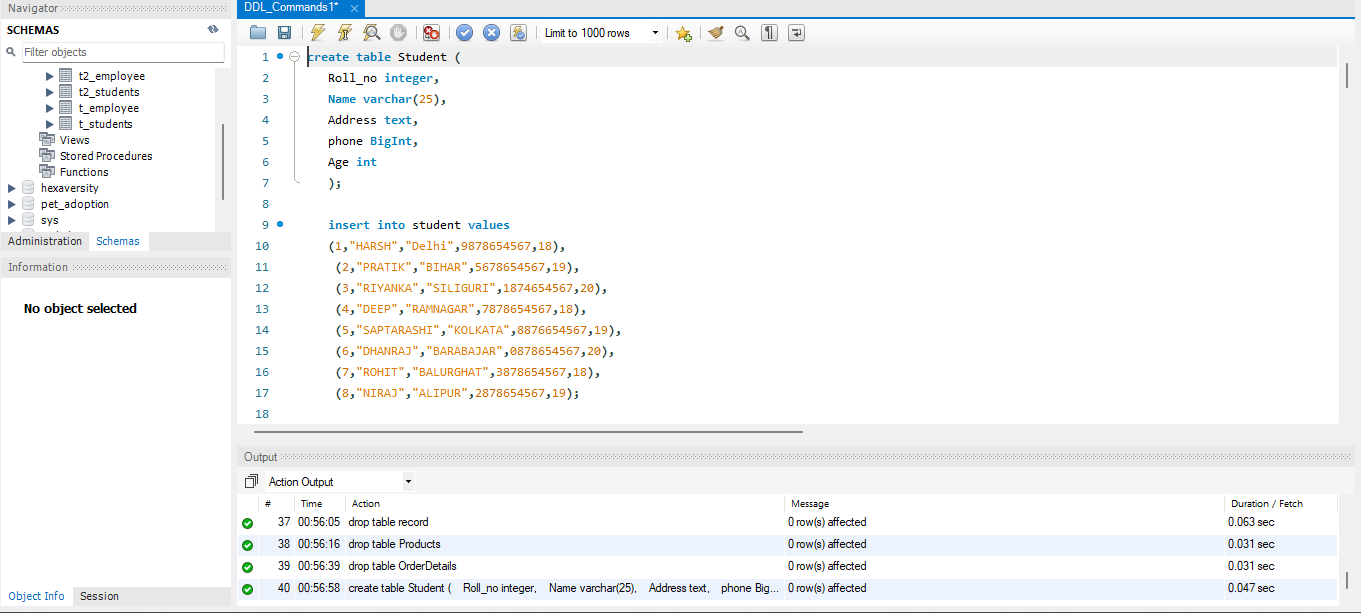 Navigator
SCHEMAS
Filter objects
t2_employee
t2_students
t_employee
t_students
Views
Stored Procedures
Functions
hexaversity
pet_adoption
sys
Administration Schemas
Information
No object selected
Object Info Session
DDL_Commands1*
Limit to 1000 rows
1 create table Student (
2 Roll_no integer,
3 Name varchar(25),
4 Address text,
5 phone BigInt,
6 Age int
7 );
8
9 insert into student values
10 (1,"HARSH","Delhi",9878654567,18),
11 (2,"PRATIK","BIHAR",5678654567,19),
12 (3,"RIYANKA","SILIGURI",1874654567,20),
13 (4,"DEEP","RAMNAGAR",7878654567,18),
14 (5,"SAPTARASHI","KOLKATA",8876654567,19),
15 (6,"DHANRAJ","BARABAJAR",0878654567,20),
16 (7,"ROHIT","BALURGHAT",3878654567,18),
17 (8,"NIRAJ","ALIPUR",2878654567,19);
18
Output
Action Output
# Time Action Message Duration / Fetch
37 00:56:05 drop table record 0 row(s) affected 0.063 sec
38 00:56:16 drop table Products 0 row(s) affected 0.031 sec
39 00:56:39 drop table OrderDetails 0 row(s) affected 0.031 sec
40 00:56:58 create table Student ( Roll_no integer, Name varchar(25), Address text, phone Big... 0 row(s) affected 0.047 sec